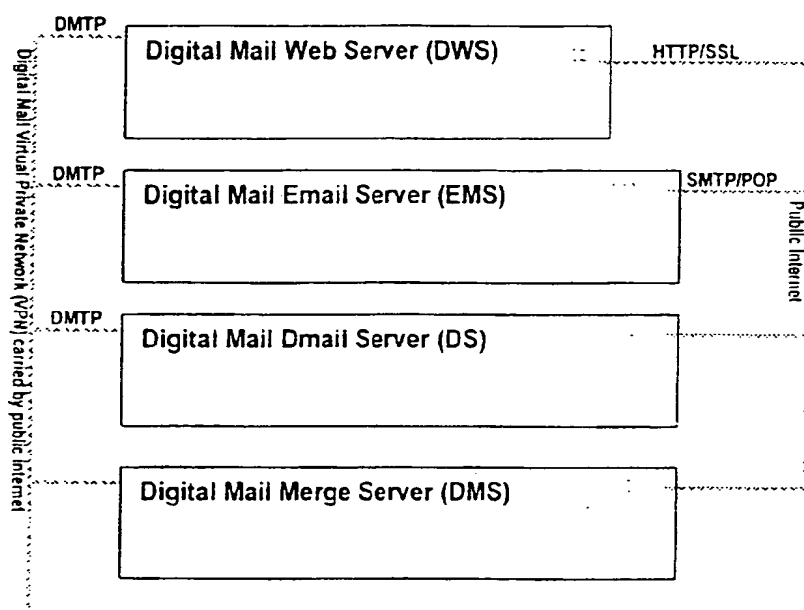 DMTP
Digital Mail Web Server (DWS)
HTTP/SSL
DMTP
Digital Mail Email Server (EMS)
SMTP/POP
DMTP
Digital Mail Dmail Server (DS)
Digital Mail Merge Server (DMS)
Digital Mail Virtual Private Network (VPN) carried by public Internet
Public Internet